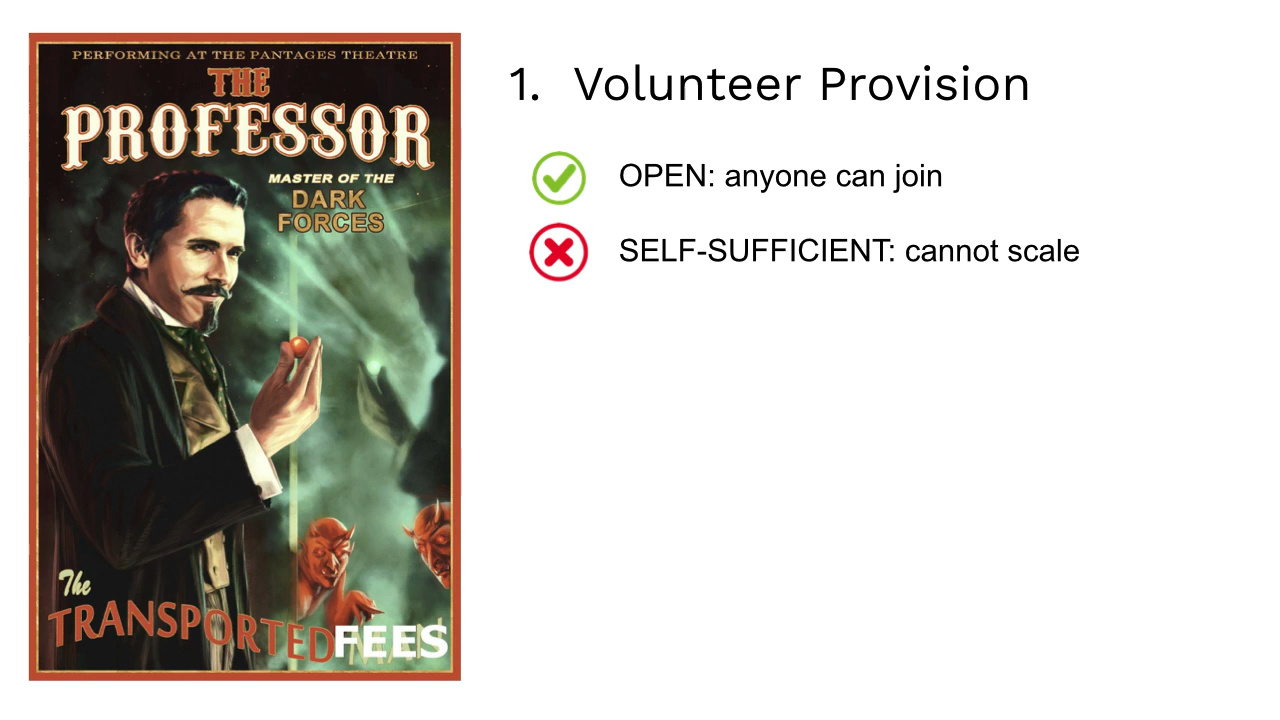 PERFORMING AT THE PANTAGES THEATRE
THE
PROFESSOR
MASTER OF THE
DARK
FORCES
The
TRANSPORTED FEES
1. Volunteer Provision
OPEN: anyone can join
SELF-SUFFICIENT: cannot scale